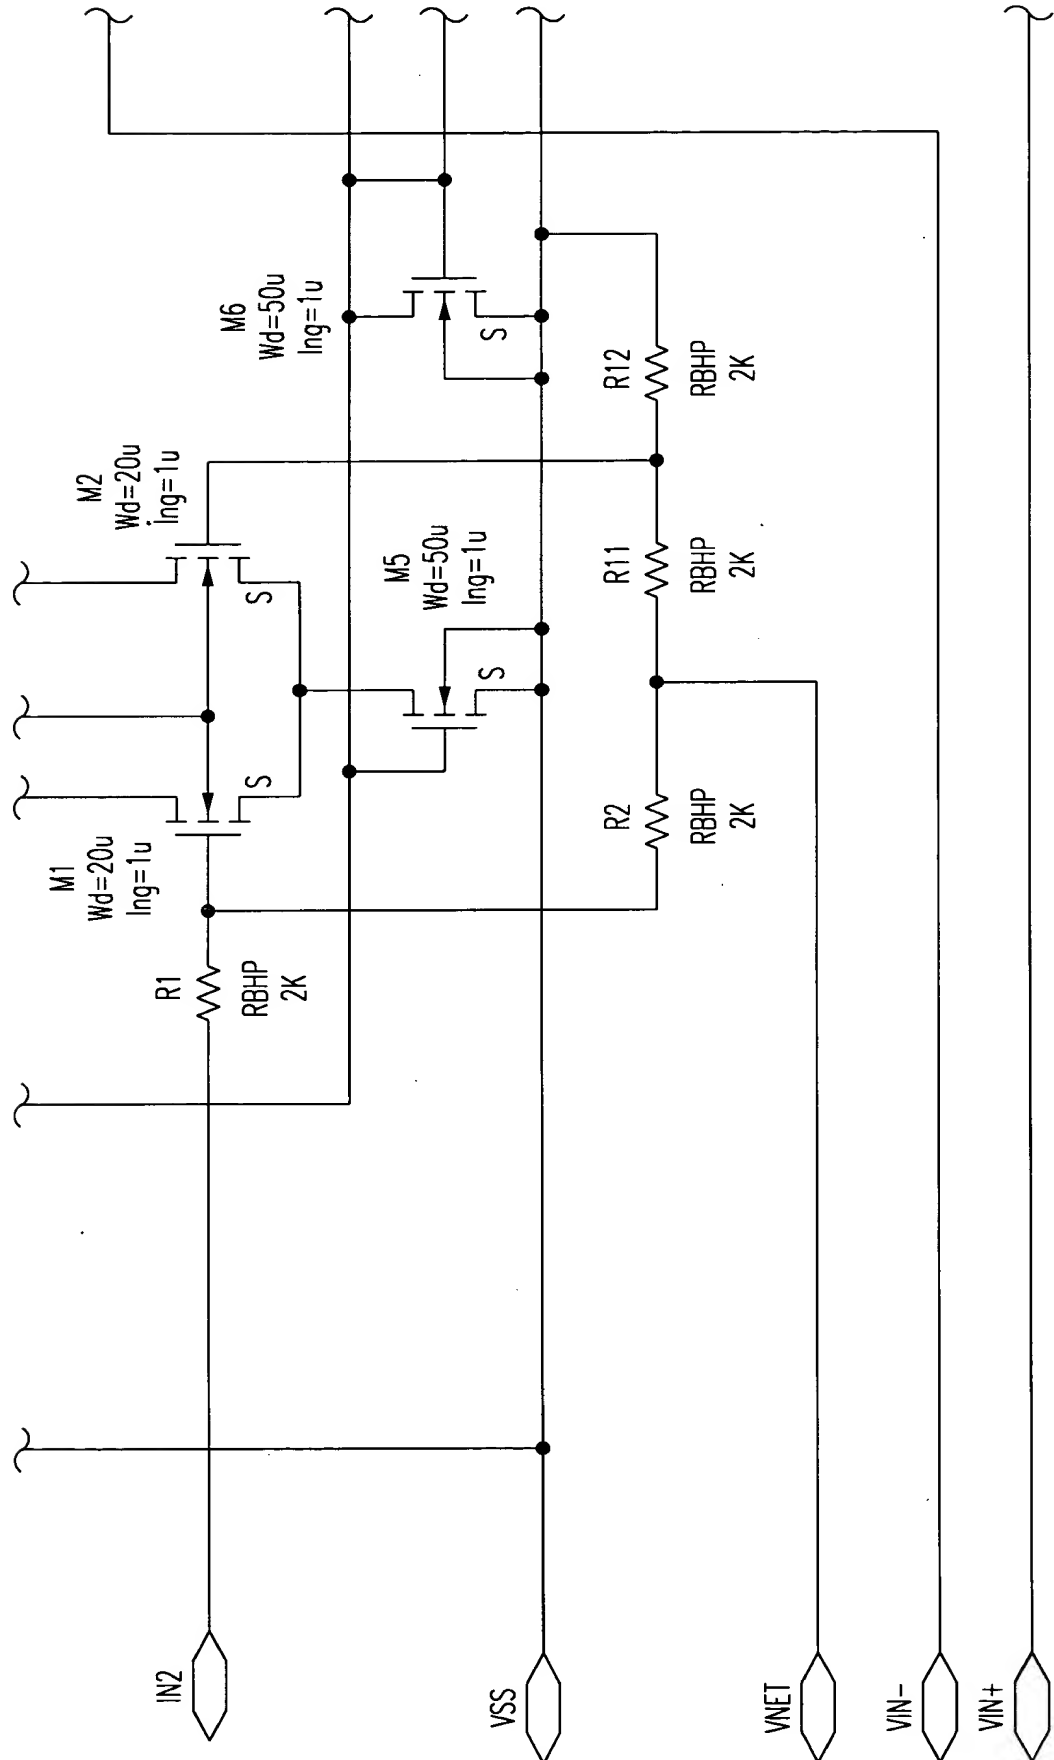 M1
Wd=20u
lng=1u
M2
Wd=20u
lng=1u
M6
Wd=50u
lng=1u
S
S
M5
Wd=50u
lng=1u
S
S
R1
RBHP
2K
R2
RBHP
2K
R11
RBHP
2K
R12
RBHP
2K
IN2
VSS
VNET
VIN-
VIN+